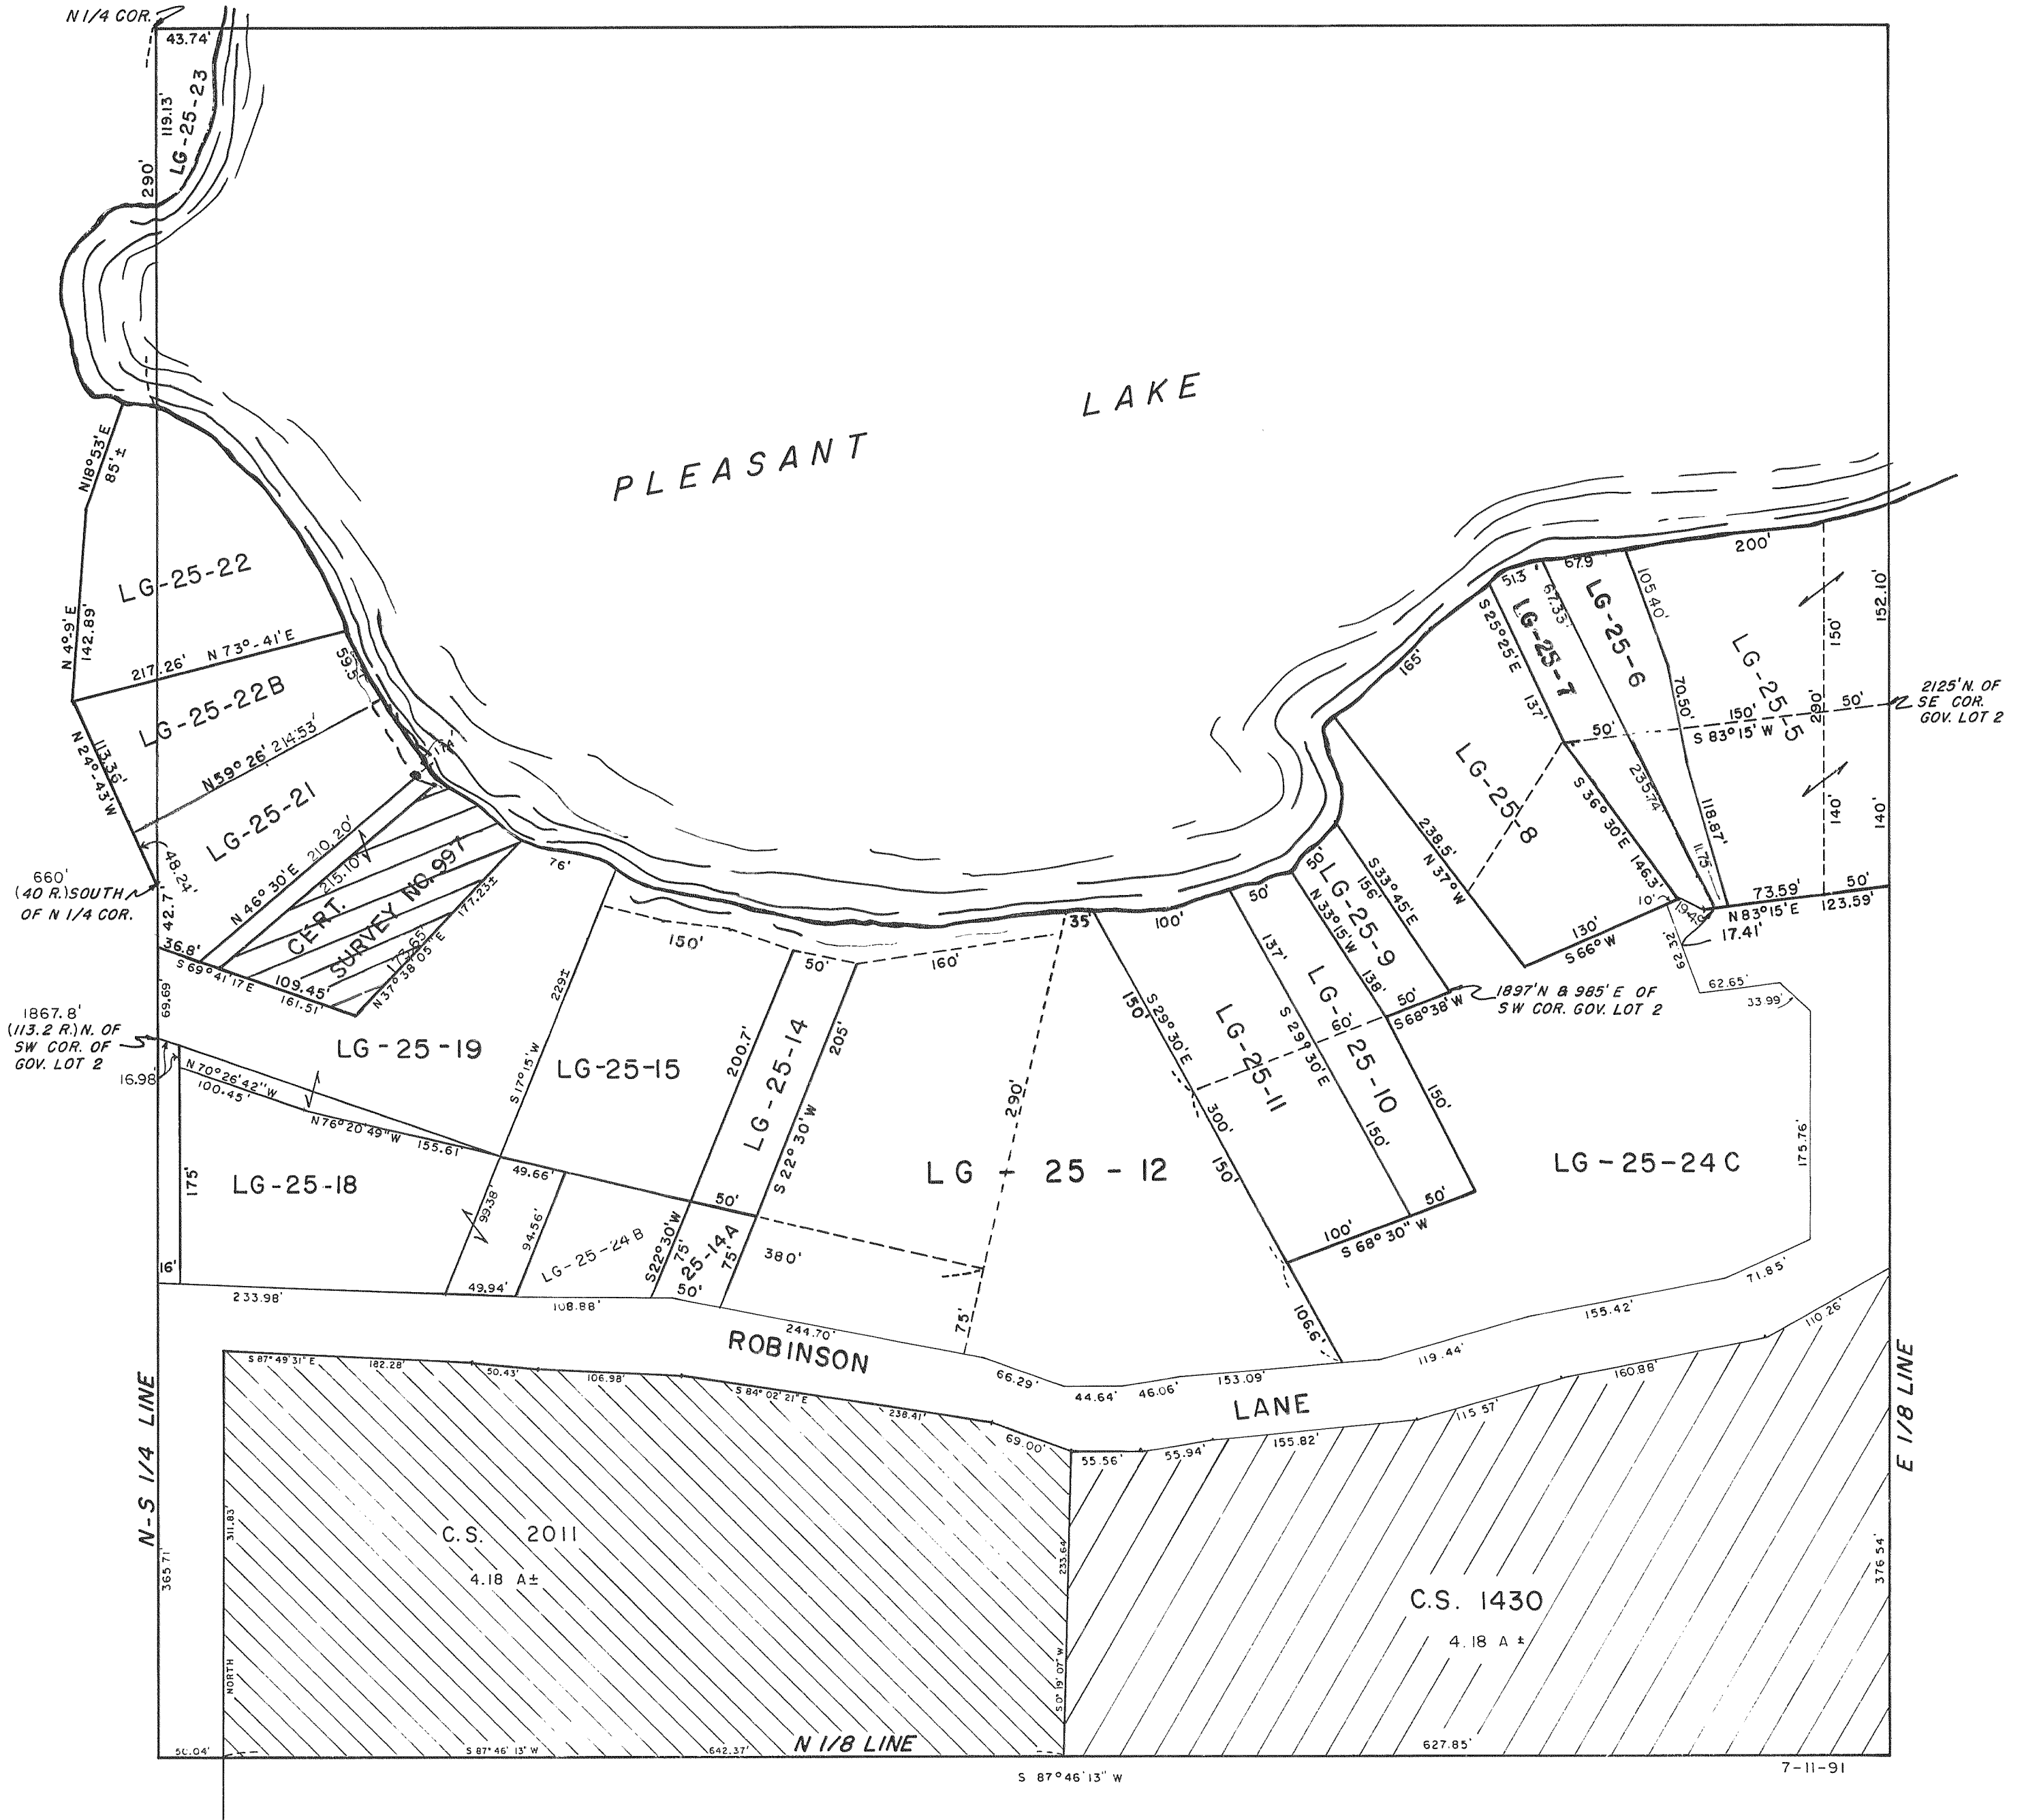 N 1/4 COR.
43.74'
119.13'
LG-25-23
290'
PLEASANT LAKE
N18°53'E
85'±
LG-25-22
N 4°-9' E
142.89'
217.26' N 73°-41'E
LG-25-22B
59.5'
N 24°-43'W
113.36'
N59°26' 214.53'
LG-25-21
48.24'
660'
(40 R.)SOUTH
OF N 1/4 COR.
42.7'
N 46° 30'E 210.20'
215.10'
CERT.
SURVEY NO. 997
177.23±
173.65'
N 37°38'05"E
36.8'
S 69°41'17 E
109.45'
161.51'
69.69'
1867.8'
(113.2 R.)N. OF
SW COR. OF
GOV. LOT 2
16.98'
N 70°26'42" W
100.45'
N76°20'49"W 155.61'
LG-25-19
76'
229±
S 17°15'W
LG-25-15
150'
50'
160'
200.7'
LG-25-14
205'
S 22°30'W
135'
290'
LG - 25 - 12
175'
LG-25-18
16'
233.98'
99.38'
49.66'
94.56'
49.94'
LG-25-24B
108.88'
S22°30'W
75'
50'
25-14A
75'
50'
380'
75'
244.70'
ROBINSON LANE
66.29'
44.64'
46.06'
153.09'
119.44'
155.42'
71.85'
100'
50'
50'
150'
S 29°30'E
300'
150'
106.6'
137'
LG-25-11
S 29°30'E
60'
LG-25-10
150'
150'
LG-25-9
S33°45'E
156'
N 33°15'W
138'
50'
S68°38'W
1897'N & 985' E OF
SW COR. GOV. LOT 2
100'
50'
S 68° 30" W
165'
LG-25-8
238.5'
N 37°W
130'
S 66° W
51.3'
67.9
200'
S 25°25'E
137'
LG-25-7
67.33'
LG-25-6
105.40'
70.50'
LG-25-5
152.10'
150'
290'
50'
150'
50'
S 83°15' W
2125' N. OF
SE COR.
GOV. LOT 2
S 36° 30'E
146.3'
235.74'
118.87'
11.75
140'
140'
10'
19.49
73.59'
50'
N 83°15'E
123.59'
17.41'
62.32'
62.65'
33.99'
175.76'
LG-25-24C
N-S 1/4 LINE
365.71
S 87°49'31" E
182.28'
50.43'
106.98'
S 84°02'21" E
238.41'
69.00'
55.56'
55.94'
155.82'
115.57'
160.88'
110.26'
E 1/8 LINE
311.83'
NORTH
C.S. 2011
4.18 A±
233.64'
S 0°19'07" W
C.S. 1430
4.18 A ±
376.54'
50.04'
S 87°46'13" W
642.37'
N 1/8 LINE
627.85'
S 87°46'13" W
7-11-91